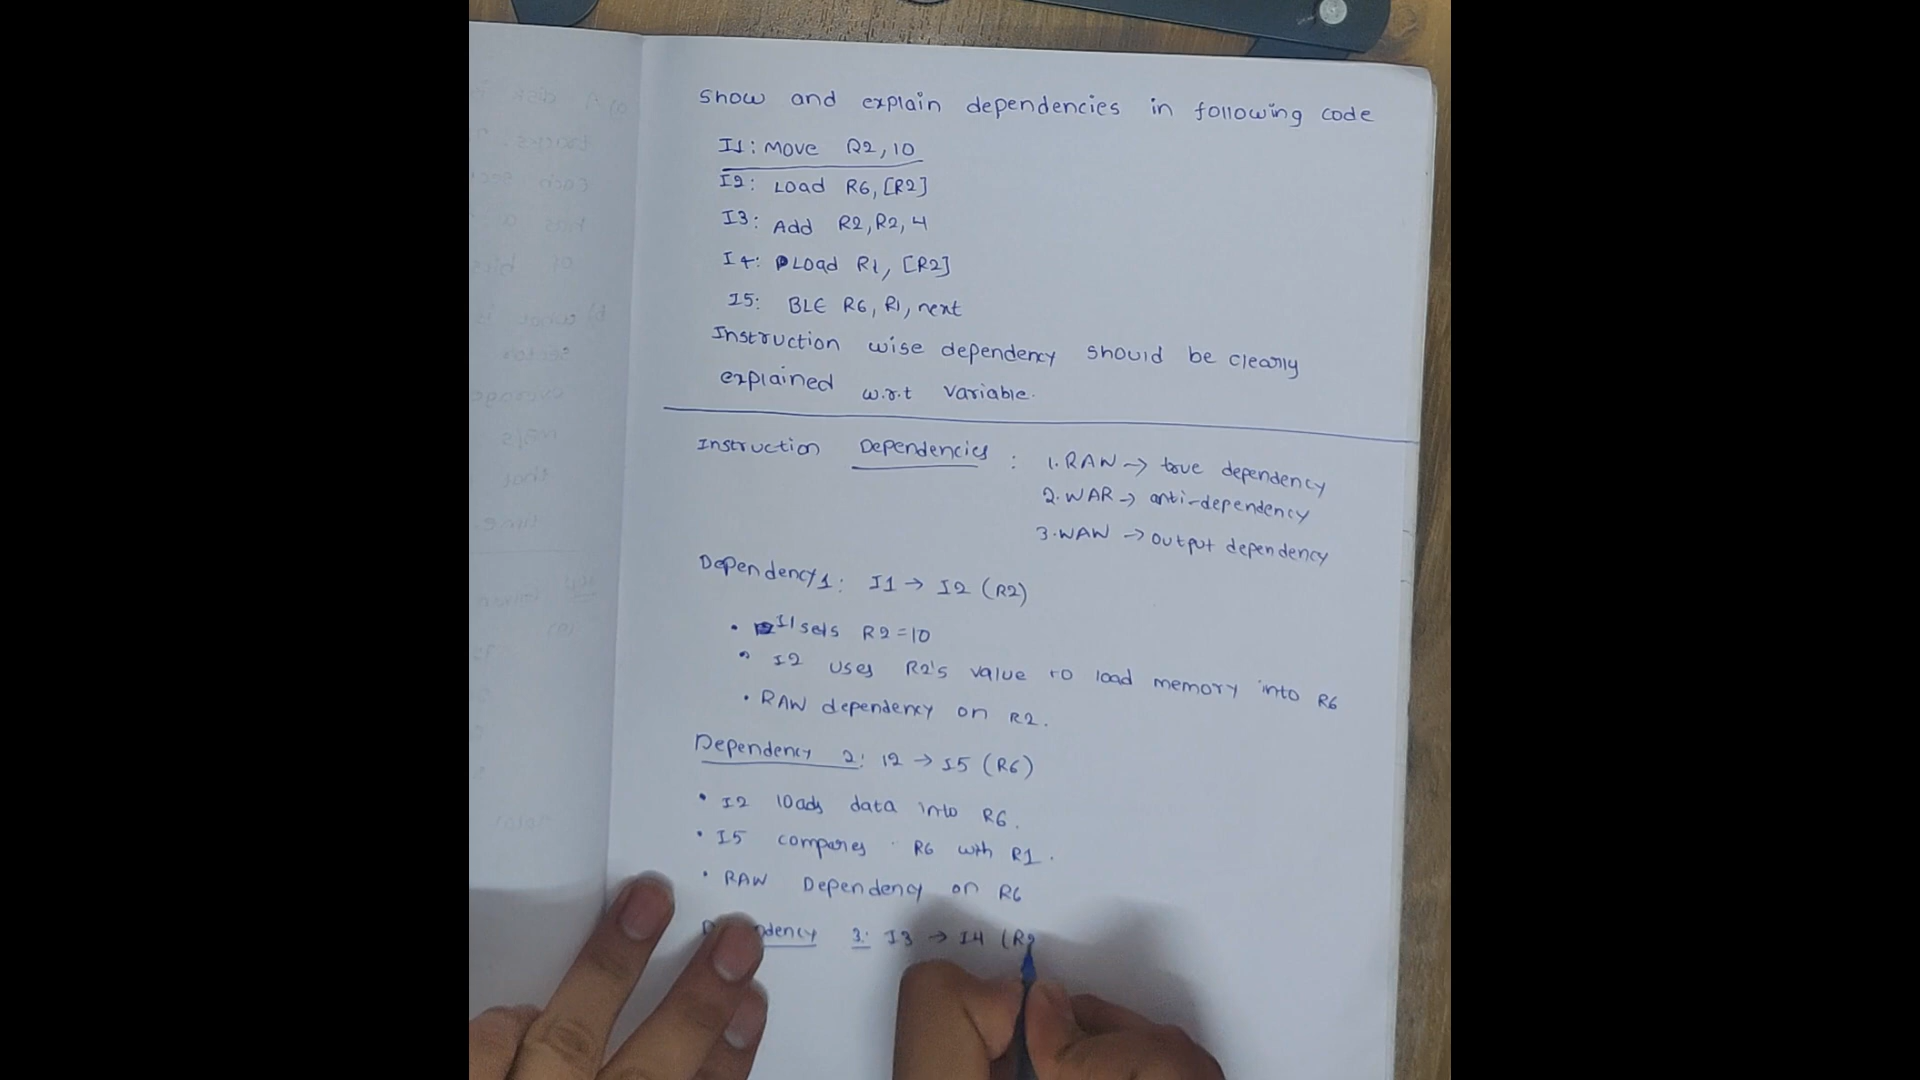 Show and explain dependencies in following code
I1: Move R2, 10
I2: Load R6, [R2]
I3: Add R2, R2, 4
I4: Load R1, [R2]
I5: BLE R6, R1, next
Instruction wise dependency should be clearly
explained w.r.t variable.
Instruction Dependencies : 1. RAW → true dependency
2. WAR → anti-dependency
3. WAW → output dependency
Dependency 1: I1 → I2 (R2)
• I1 sets R2 = 10
• I2 uses R2's value to load memory into R6
• RAW dependency on R2.
Dependency 2: I2 → I5 (R6)
• I2 loads data into R6.
• I5 compares R6 with R1.
• RAW Dependency on R6
3: I3 → I4 (R2